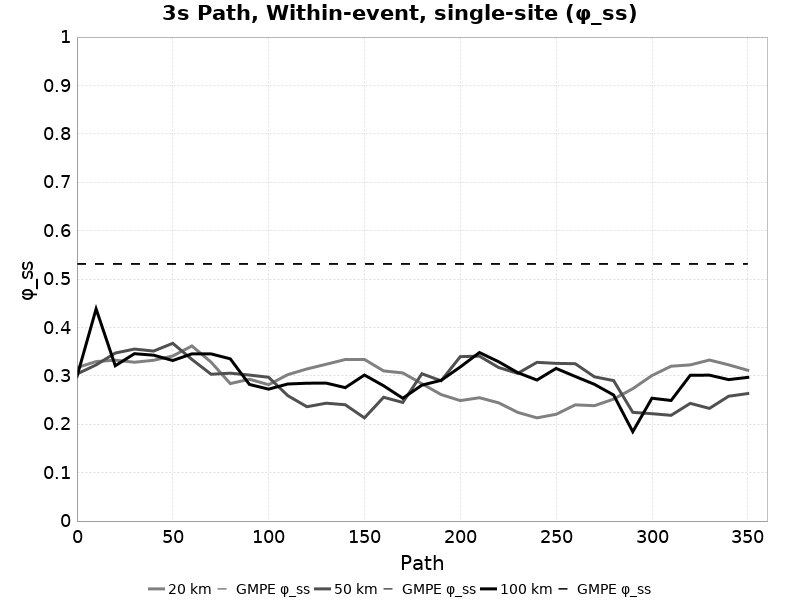 3s Path, Within-event, single-site (φ_ss)
1
0.9
0.8
0.7
0.6
0.5
0.4
0.3
0.2
0.1
0
φ_ss
0 50 100 150 200 250 300 350
Path
20 km GMPE φ_ss 50 km GMPE φ_ss 100 km GMPE φ_ss